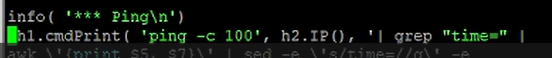 info( '*** Ping\n')
h1.cmdPrint( 'ping -c 100', h2.IP(), '| grep "time=" |
awk \'{print $5, $7}\' | sed -e \'s/time=//g\' -e